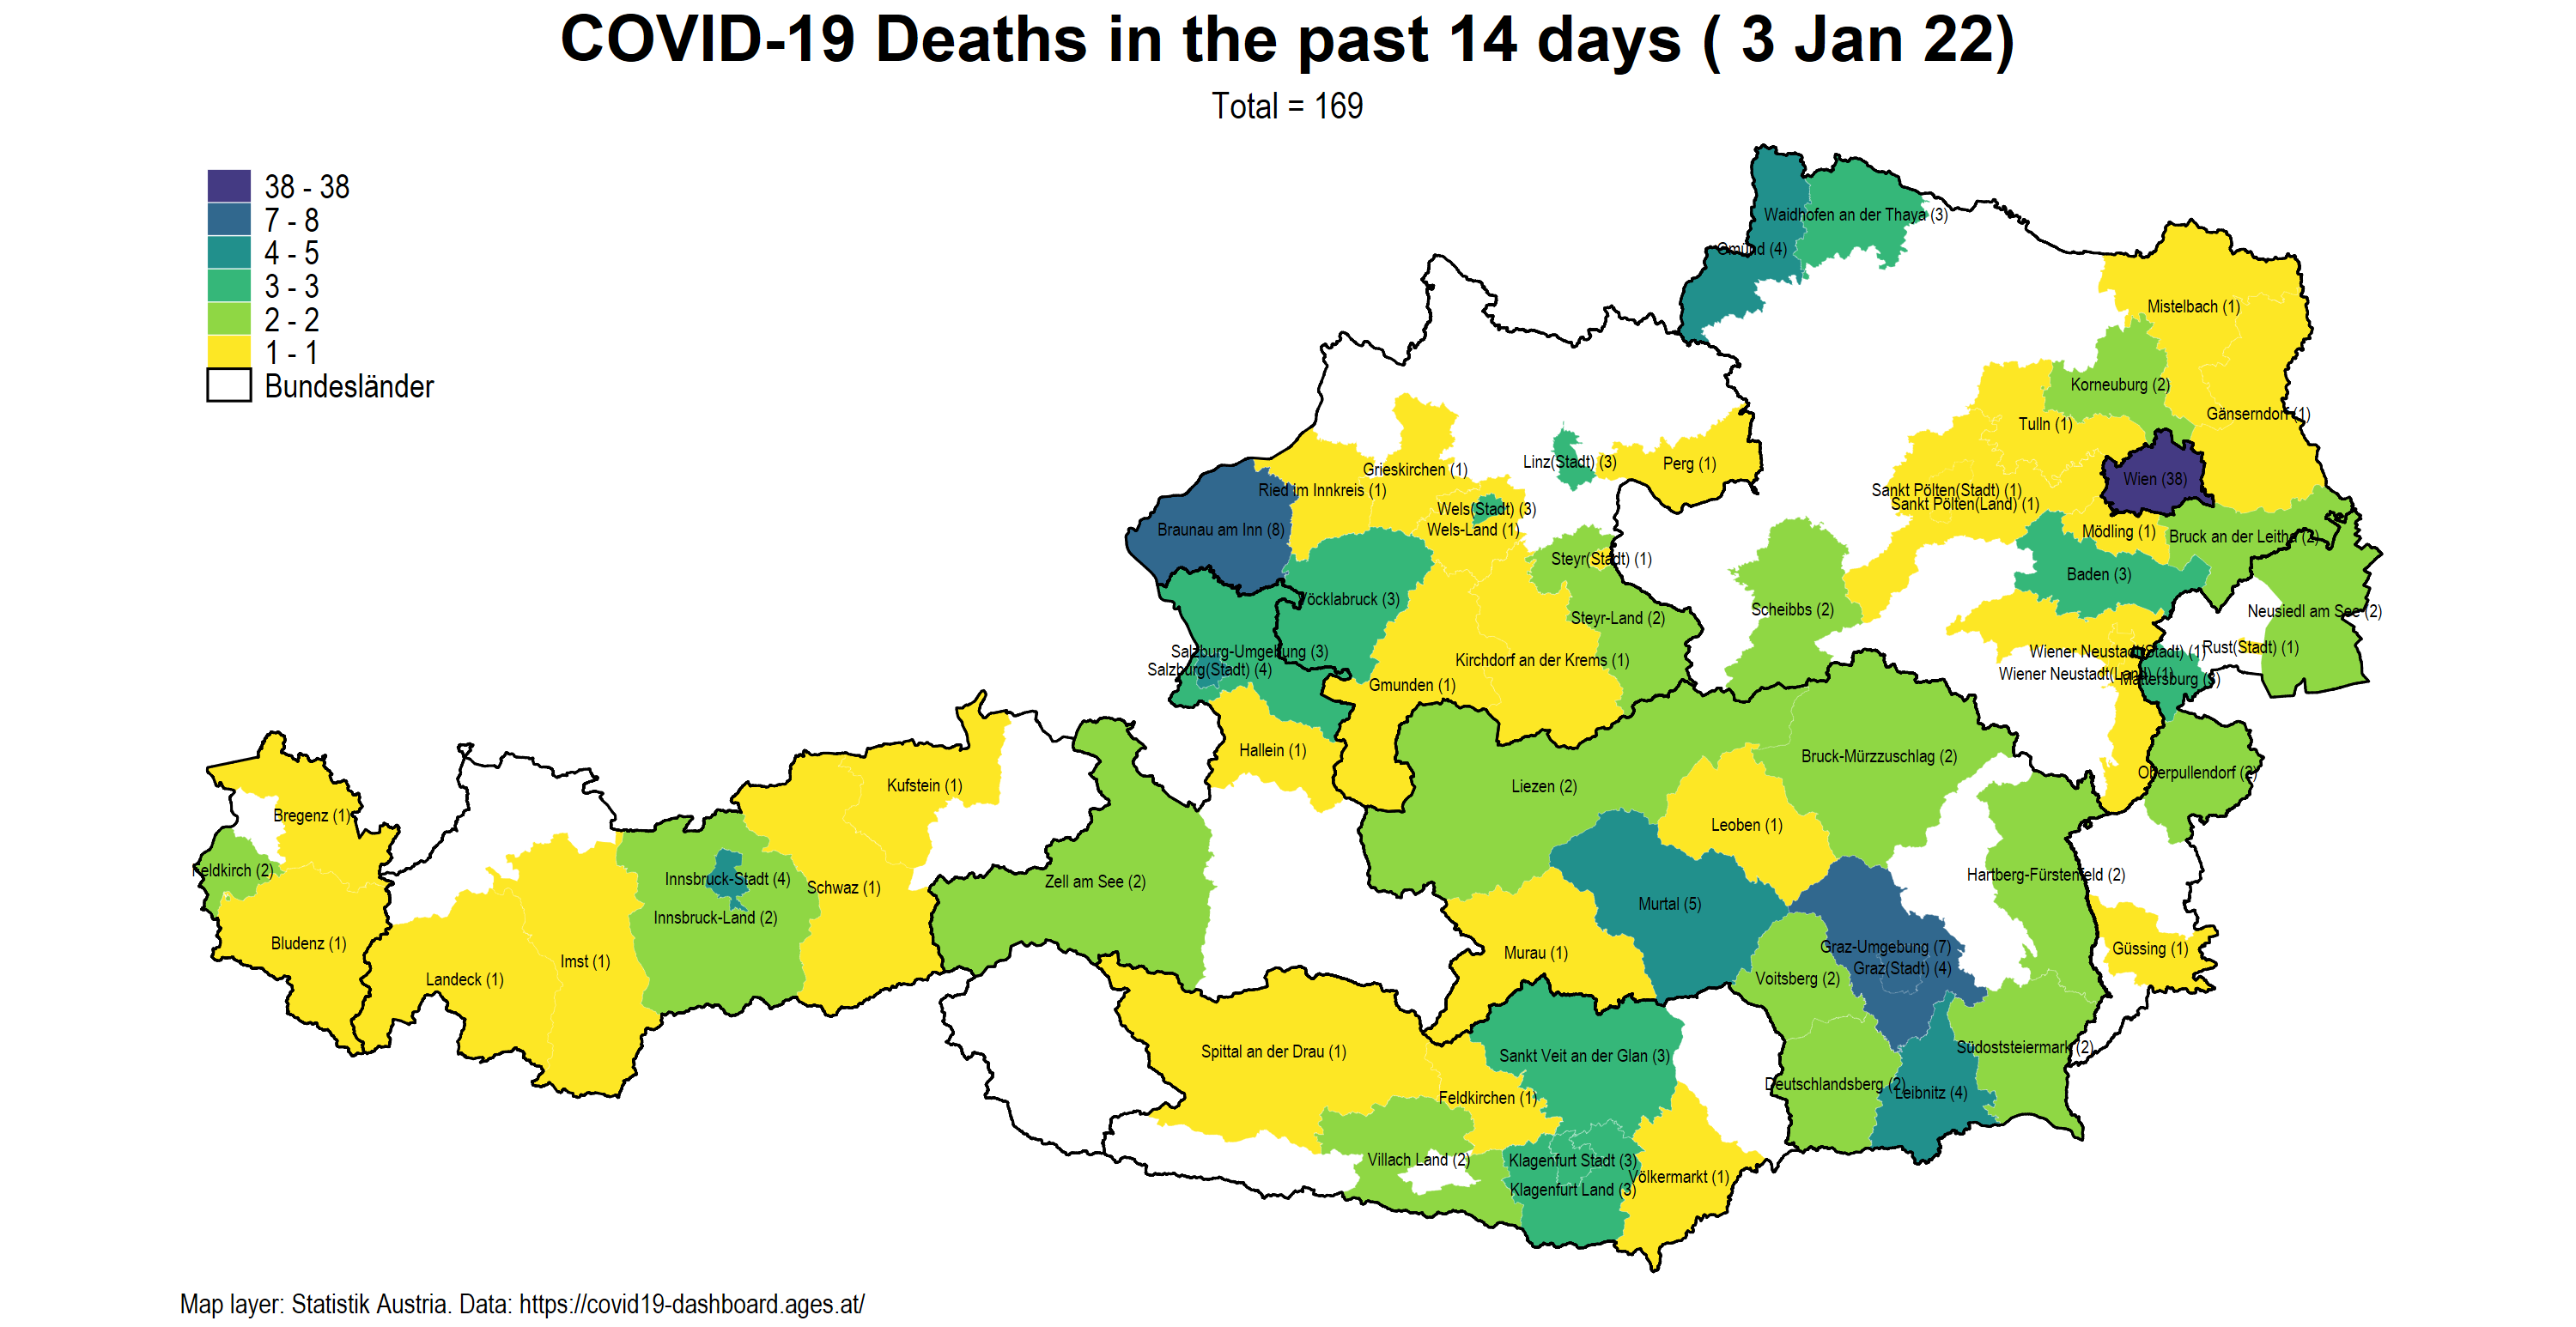 COVID-19 Deaths in the past 14 days ( 3 Jan 22)
Total = 169
38 - 38
7 - 8
4 - 5
3 - 3
2 - 2
1 - 1
Bundesländer
Waidhofen an der Thaya (3)
Gmünd (4)
Mistelbach (1)
Korneuburg (2)
Gänserndorf (1)
Tulln (1)
Linz(Stadt) (3)
Perg (1)
Grieskirchen (1)
Wien (38)
Ried im Innkreis (1)
Sankt Pölten(Stadt) (1)
Sankt Pölten(Land) (1)
Wels(Stadt) (3)
Wels-Land (1)
Braunau am Inn (8)
Mödling (1)
Bruck an der Leitha (2)
Steyr(Stadt) (1)
Baden (3)
Vöcklabruck (3)
Scheibbs (2)
Neusiedl am See (2)
Steyr-Land (2)
Salzburg-Umgebung (3)
Wiener Neustadt(Stadt) (1)
Rust(Stadt) (1)
Kirchdorf an der Krems (1)
Salzburg(Stadt) (4)
Wiener Neustadt(Land) (1)
Mattersburg (3)
Gmunden (1)
Hallein (1)
Bruck-Mürzzuschlag (2)
Oberpullendorf (2)
Kufstein (1)
Liezen (2)
Bregenz (1)
Leoben (1)
Feldkirch (2)
Innsbruck-Stadt (4)
Zell am See (2)
Hartberg-Fürstenfeld (2)
Schwaz (1)
Murtal (5)
Innsbruck-Land (2)
Bludenz (1)
Graz-Umgebung (7)
Güssing (1)
Murau (1)
Imst (1)
Graz(Stadt) (4)
Landeck (1)
Voitsberg (2)
Spittal an der Drau (1)
Sankt Veit an der Glan (3)
Südoststeiermark (2)
Deutschlandsberg (2)
Leibnitz (4)
Feldkirchen (1)
Villach Land (2)
Klagenfurt Stadt (3)
Völkermarkt (1)
Klagenfurt Land (3)
Map layer: Statistik Austria. Data: https://covid19-dashboard.ages.at/